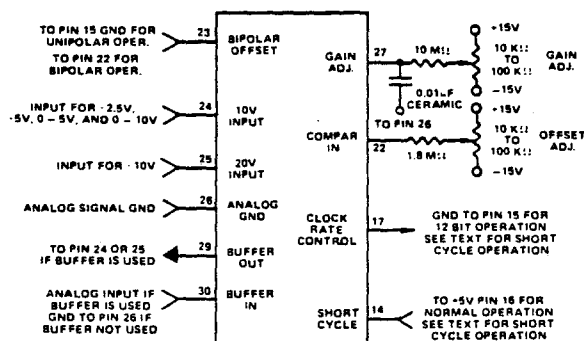 TO PIN 15 GND FOR
UNIPOLAR OPER.
TO PIN 22 FOR
BIPOLAR OPER.
23
BIPOLAR
OFFSET
INPUT FOR -2.5V,
-5V, 0 – 5V, AND 0 – 10V
24
10V
INPUT
INPUT FOR -10V
25
20V
INPUT
ANALOG SIGNAL GND
26
ANALOG
GND
TO PIN 24 OR 25
IF BUFFER IS USED
29
BUFFER
OUT
ANALOG INPUT IF
BUFFER IS USED
GND TO PIN 26 IF
BUFFER NOT USED
30
BUFFER
IN
GAIN
ADJ.
27
10 MΩ
0.01µF
CERAMIC
TO PIN 26
+15V
10 KΩ
TO
100 KΩ
–15V
GAIN
ADJ.
COMPAR
IN
22
1.8 MΩ
+15V
10 KΩ
TO
100 KΩ
–15V
OFFSET
ADJ.
CLOCK
RATE
CONTROL
17
GND TO PIN 15 FOR
12 BIT OPERATION
SEE TEXT FOR SHORT
CYCLE OPERATION
SHORT
CYCLE
14
TO +5V PIN 16 FOR
NORMAL OPERATION
SEE TEXT FOR SHORT
CYCLE OPERATION